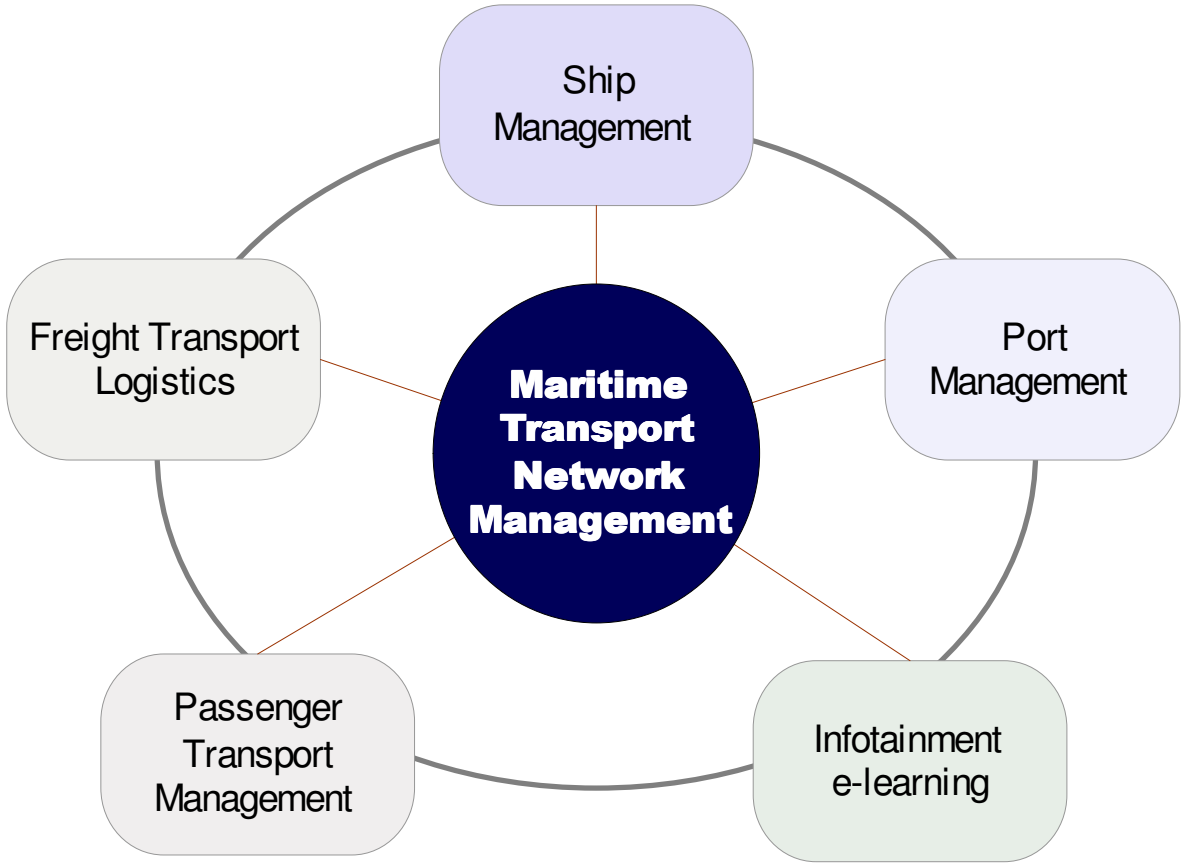 Ship
Management
Freight Transport
Logistics
Port
Management
Maritime
Transport
Network
Management
Passenger
Transport
Management
Infotainment
e-learning